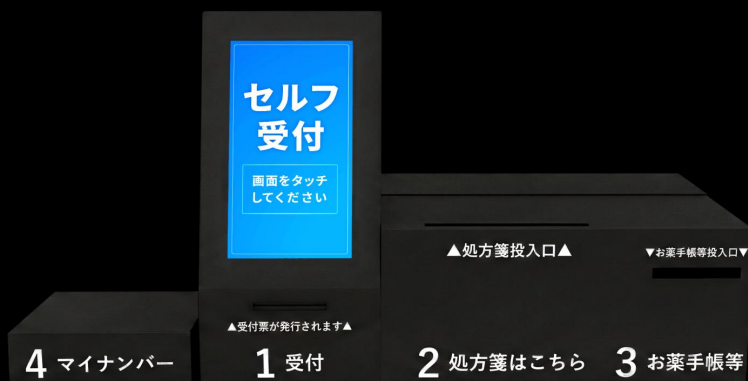 セルフ
受付
画面をタッチ
してください
▲処方箋投入口▲
▼お薬手帳等投入口▼
▲受付票が発行されます▲
4 マイナンバー
1 受付
2 処方箋はこちら
3 お薬手帳等